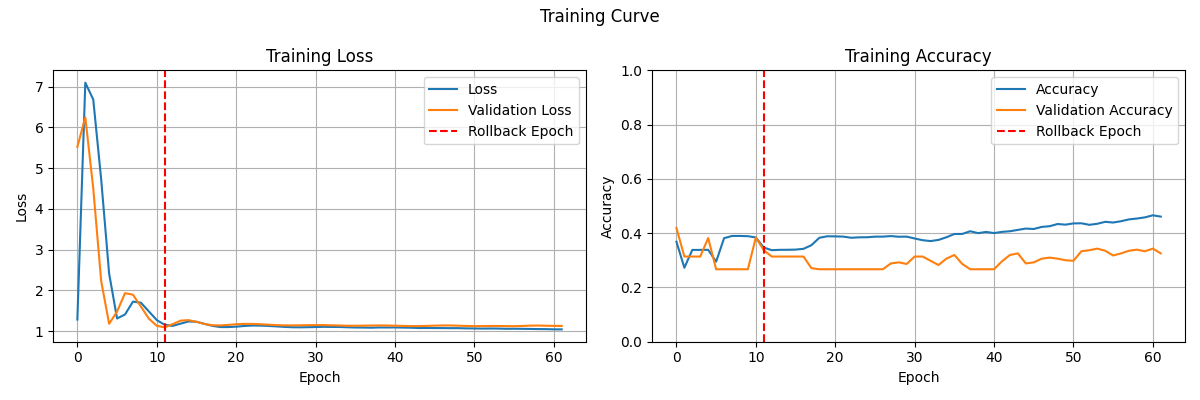 Training Curve
Training Loss
7
6
5
4
3
2
1
Loss
0
10
20
30
40
50
60
Epoch
Loss
Validation Loss
Rollback Epoch
Training Accuracy
1.0
0.8
0.6
0.4
0.2
0.0
Accuracy
0
10
20
30
40
50
60
Epoch
Accuracy
Validation Accuracy
Rollback Epoch